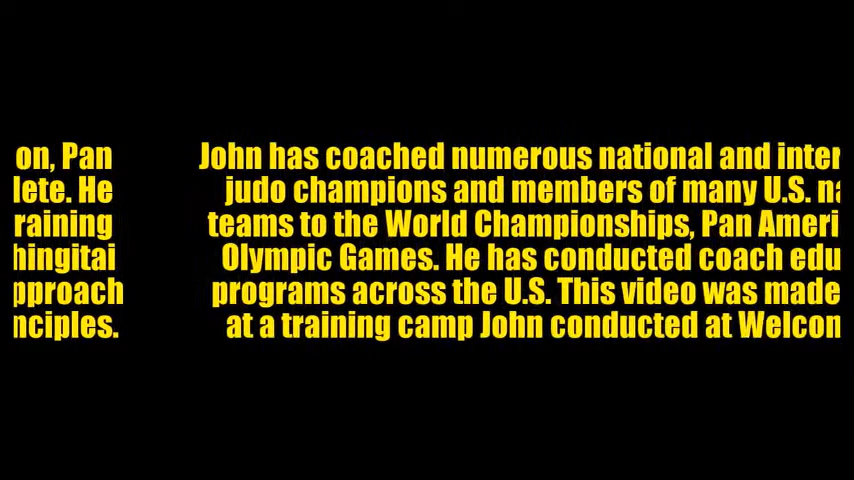 on, Pan
lete. He
raining
hingitai
pproach
nciples.
John has coached numerous national and inter
judo champions and members of many U.S. na
teams to the World Championships, Pan Ameri
Olympic Games. He has conducted coach edu
programs across the U.S. This video was made
at a training camp John conducted at Welcom